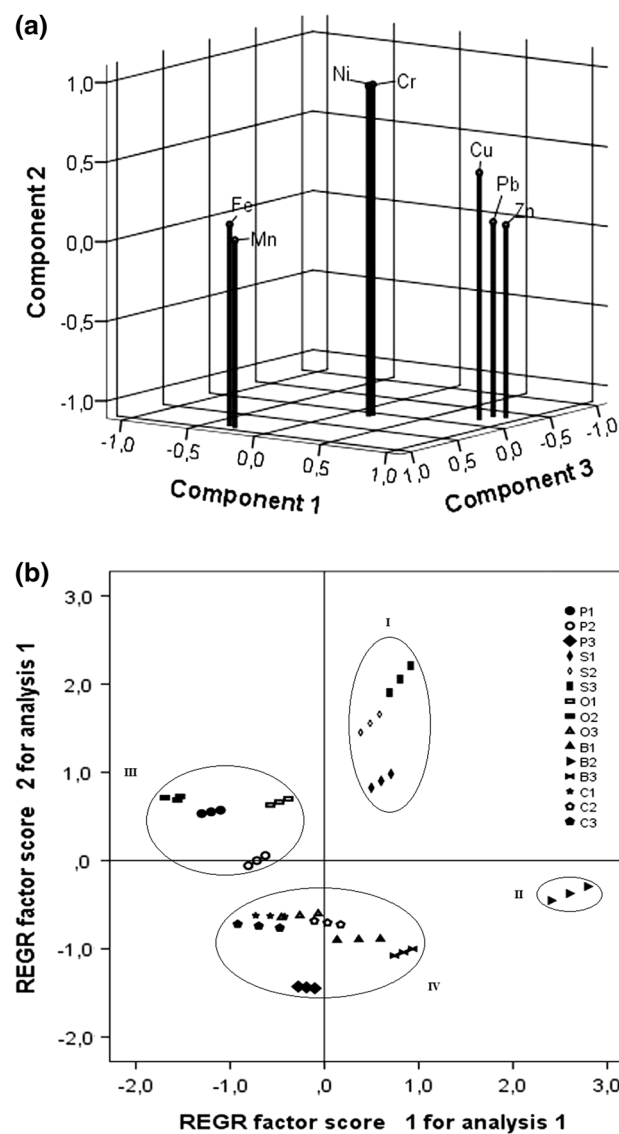 (a)
1,0
0,5
0,0
-0,5
-1,0
Component 2
Ni
Cr
Cu
Pb
Zn
Fe
Mn
-1,0
-0,5
0,0
0,5
1,0
Component 1
1,0
0,5
0,0
-0,5
-1,0
Component 3
(b)
3,0
2,0
1,0
,0
-1,0
-2,0
REGR factor score 2 for analysis 1
I
II
III
IV
P1
P2
P3
S1
S2
S3
O1
O2
O3
B1
B2
B3
C1
C2
C3
-2,0 -1,0 ,0 1,0 2,0 3,0
REGR factor score 1 for analysis 1